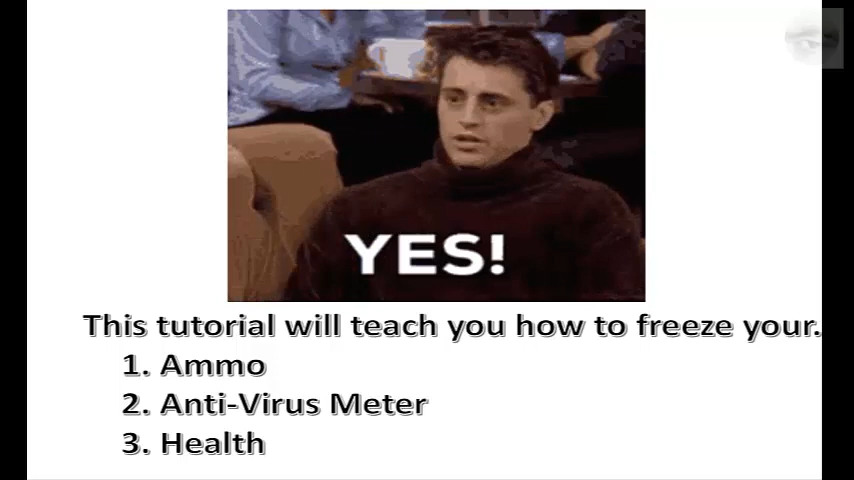 YES!
This tutorial will teach you how to freeze your.
1. Ammo
2. Anti-Virus Meter
3. Health